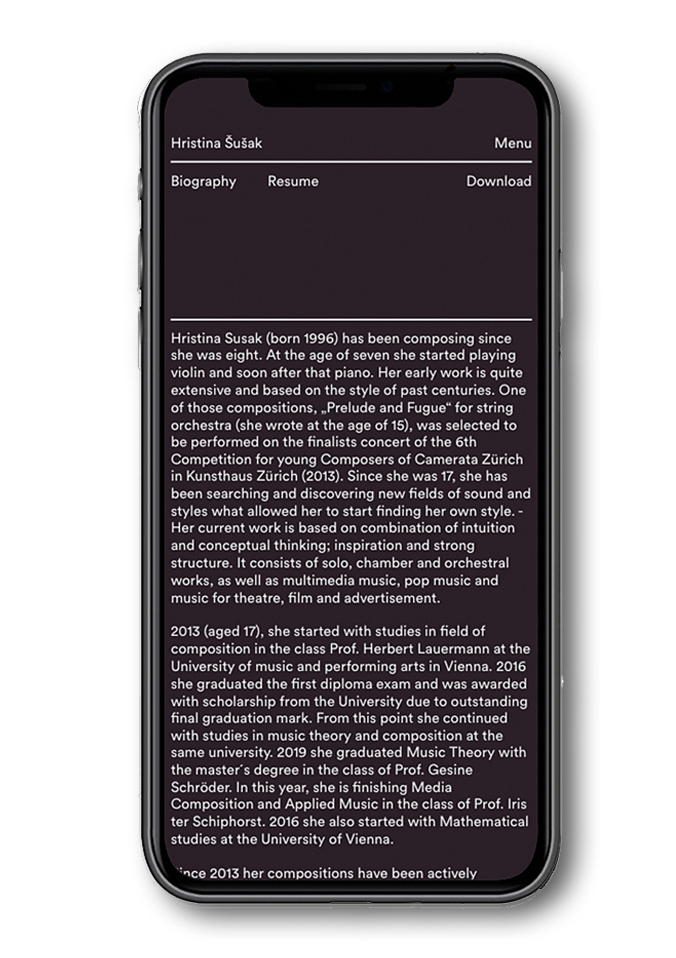 Hristina Šušak Menu
Biography Resume Download
Hristina Susak (born 1996) has been composing since
she was eight. At the age of seven she started playing
violin and soon after that piano. Her early work is quite
extensive and based on the style of past centuries. One
of those compositions, „Prelude and Fugue“ for string
orchestra (she wrote at the age of 15), was selected to
be performed on the finalists concert of the 6th
Competition for young Composers of Camerata Zürich
in Kunsthaus Zürich (2013). Since she was 17, she has
been searching and discovering new fields of sound and
styles what allowed her to start finding her own style. -
Her current work is based on combination of intuition
and conceptual thinking; inspiration and strong
structure. It consists of solo, chamber and orchestral
works, as well as multimedia music, pop music and
music for theatre, film and advertisement.
2013 (aged 17), she started with studies in field of
composition in the class Prof. Herbert Lauermann at the
University of music and performing arts in Vienna. 2016
she graduated the first diploma exam and was awarded
with scholarship from the University due to outstanding
final graduation mark. From this point she continued
with studies in music theory and composition at the
same university. 2019 she graduated Music Theory with
the master´s degree in the class of Prof. Gesine
Schröder. In this year, she is finishing Media
Composition and Applied Music in the class of Prof. Iris
ter Schiphorst. 2016 she also started with Mathematical
studies at the University of Vienna.
Since 2013 her compositions have been actively